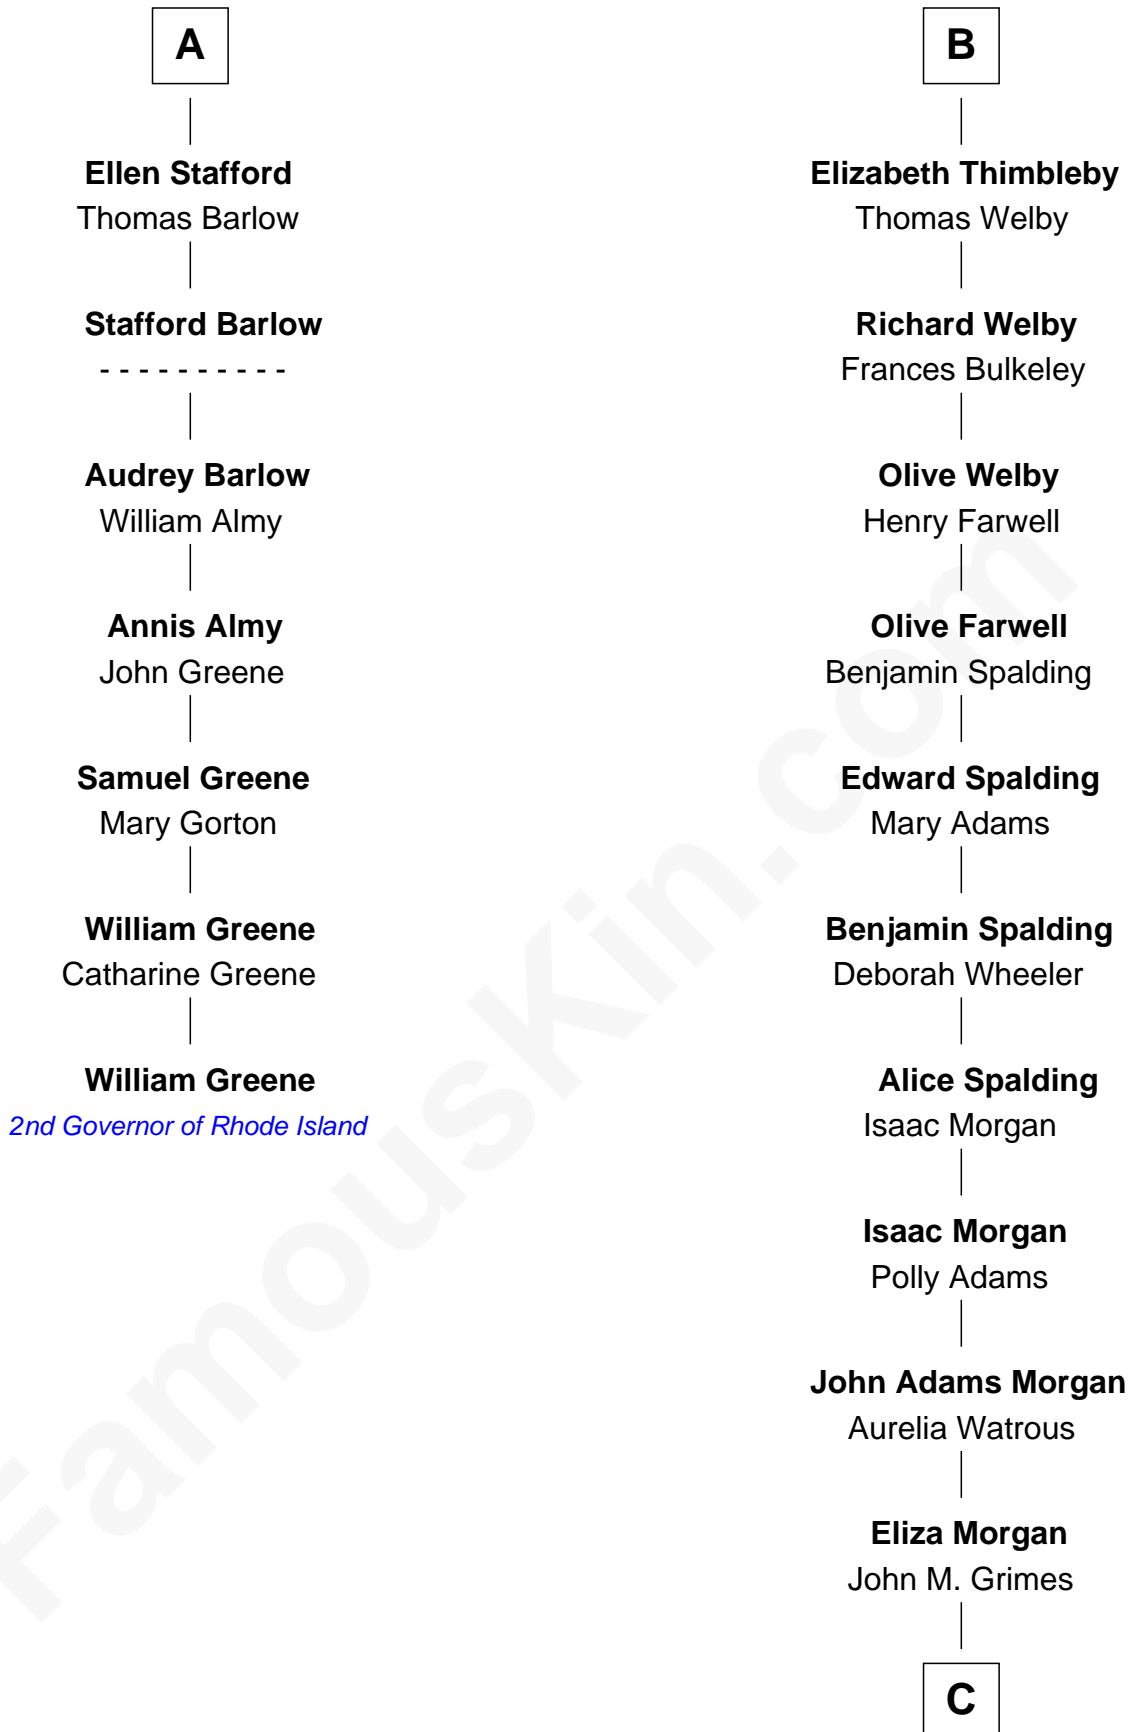 A
Ellen Stafford
Thomas Barlow
Stafford Barlow
- - - - - - - - - -
Audrey Barlow
William Almy
Annis Almy
John Greene
Samuel Greene
Mary Gorton
William Greene
Catharine Greene
William Greene
2nd Governor of Rhode Island
B
Elizabeth Thimbleby
Thomas Welby
Richard Welby
Frances Bulkeley
Olive Welby
Henry Farwell
Olive Farwell
Benjamin Spalding
Edward Spalding
Mary Adams
Benjamin Spalding
Deborah Wheeler
Alice Spalding
Isaac Morgan
Isaac Morgan
Polly Adams
John Adams Morgan
Aurelia Watrous
Eliza Morgan
John M. Grimes
C
FamousKin.com